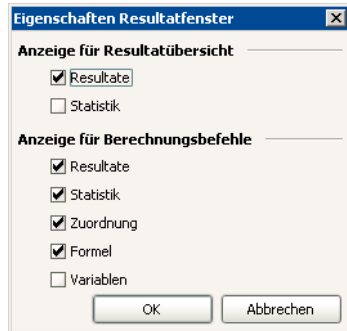 Eigenschaften Resultatfenster
Anzeige für Resultatübersicht
Resultate
Statistik
Anzeige für Berechnungsbefehle
Resultate
Statistik
Zuordnung
Formel
Variablen
OK Abbrechen